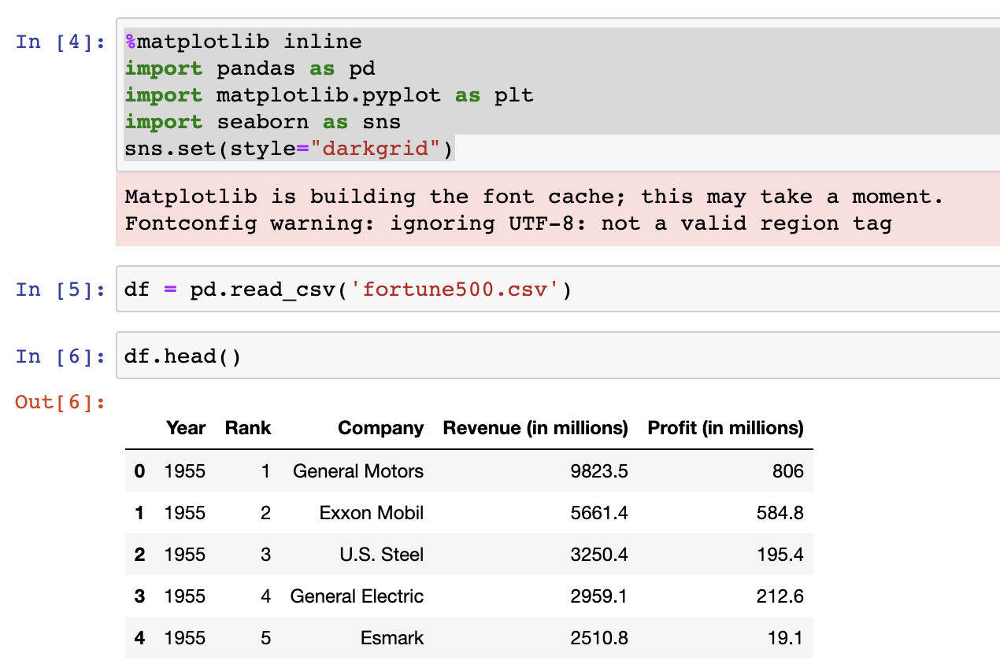 In [4]: %matplotlib inline
import pandas as pd
import matplotlib.pyplot as plt
import seaborn as sns
sns.set(style="darkgrid")
Matplotlib is building the font cache; this may take a moment.
Fontconfig warning: ignoring UTF-8: not a valid region tag
In [5]: df = pd.read_csv('fortune500.csv')
In [6]: df.head()
Out[6]:
Year Rank Company Revenue (in millions) Profit (in millions)
0 1955 1 General Motors 9823.5 806
1 1955 2 Exxon Mobil 5661.4 584.8
2 1955 3 U.S. Steel 3250.4 195.4
3 1955 4 General Electric 2959.1 212.6
4 1955 5 Esmark 2510.8 19.1